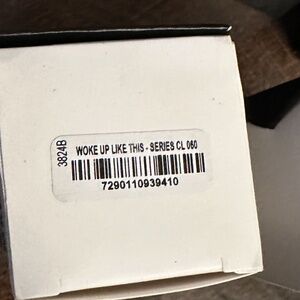 3824B
WOKE UP LIKE THIS - SERIES CL 060
7290110939410